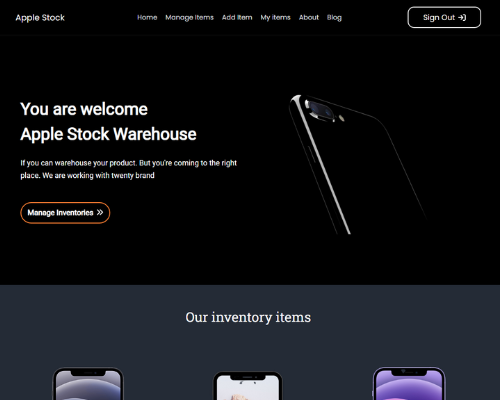 Apple Stock
Home Manage Items Add Item My items About Blog
Sign Out
You are welcome
Apple Stock Warehouse
If you can warehouse your product. But you're coming to the right
place. We are working with twenty brand
Manage Inventories
Our inventory items